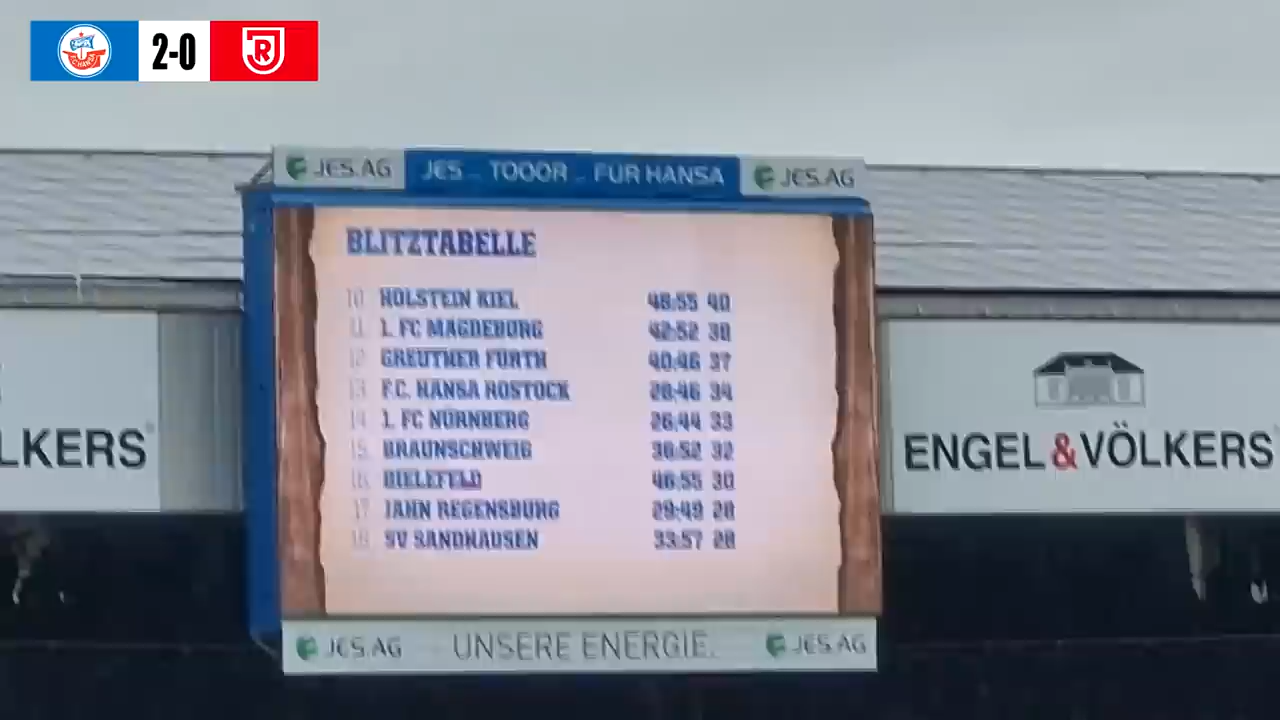 2-0
JES.AG JES - TOOOR - FÜR HANSA JES.AG
BLITZTABELLE
10. HOLSTEIN KIEL 48:55 40
11. 1. FC MAGDEBURG 42:52 38
12. GREUTHER FÜRTH 40:46 37
13. F.C. HANSA ROSTOCK 28:46 34
14. 1. FC NÜRNBERG 26:44 33
15. BRAUNSCHWEIG 38:52 32
16. BIELEFELD 46:55 30
17. JAHN REGENSBURG 29:49 28
18. SV SANDHAUSEN 33:57 28
LKERS
ENGEL&VÖLKERS
JES.AG UNSERE ENERGIE. JES.AG